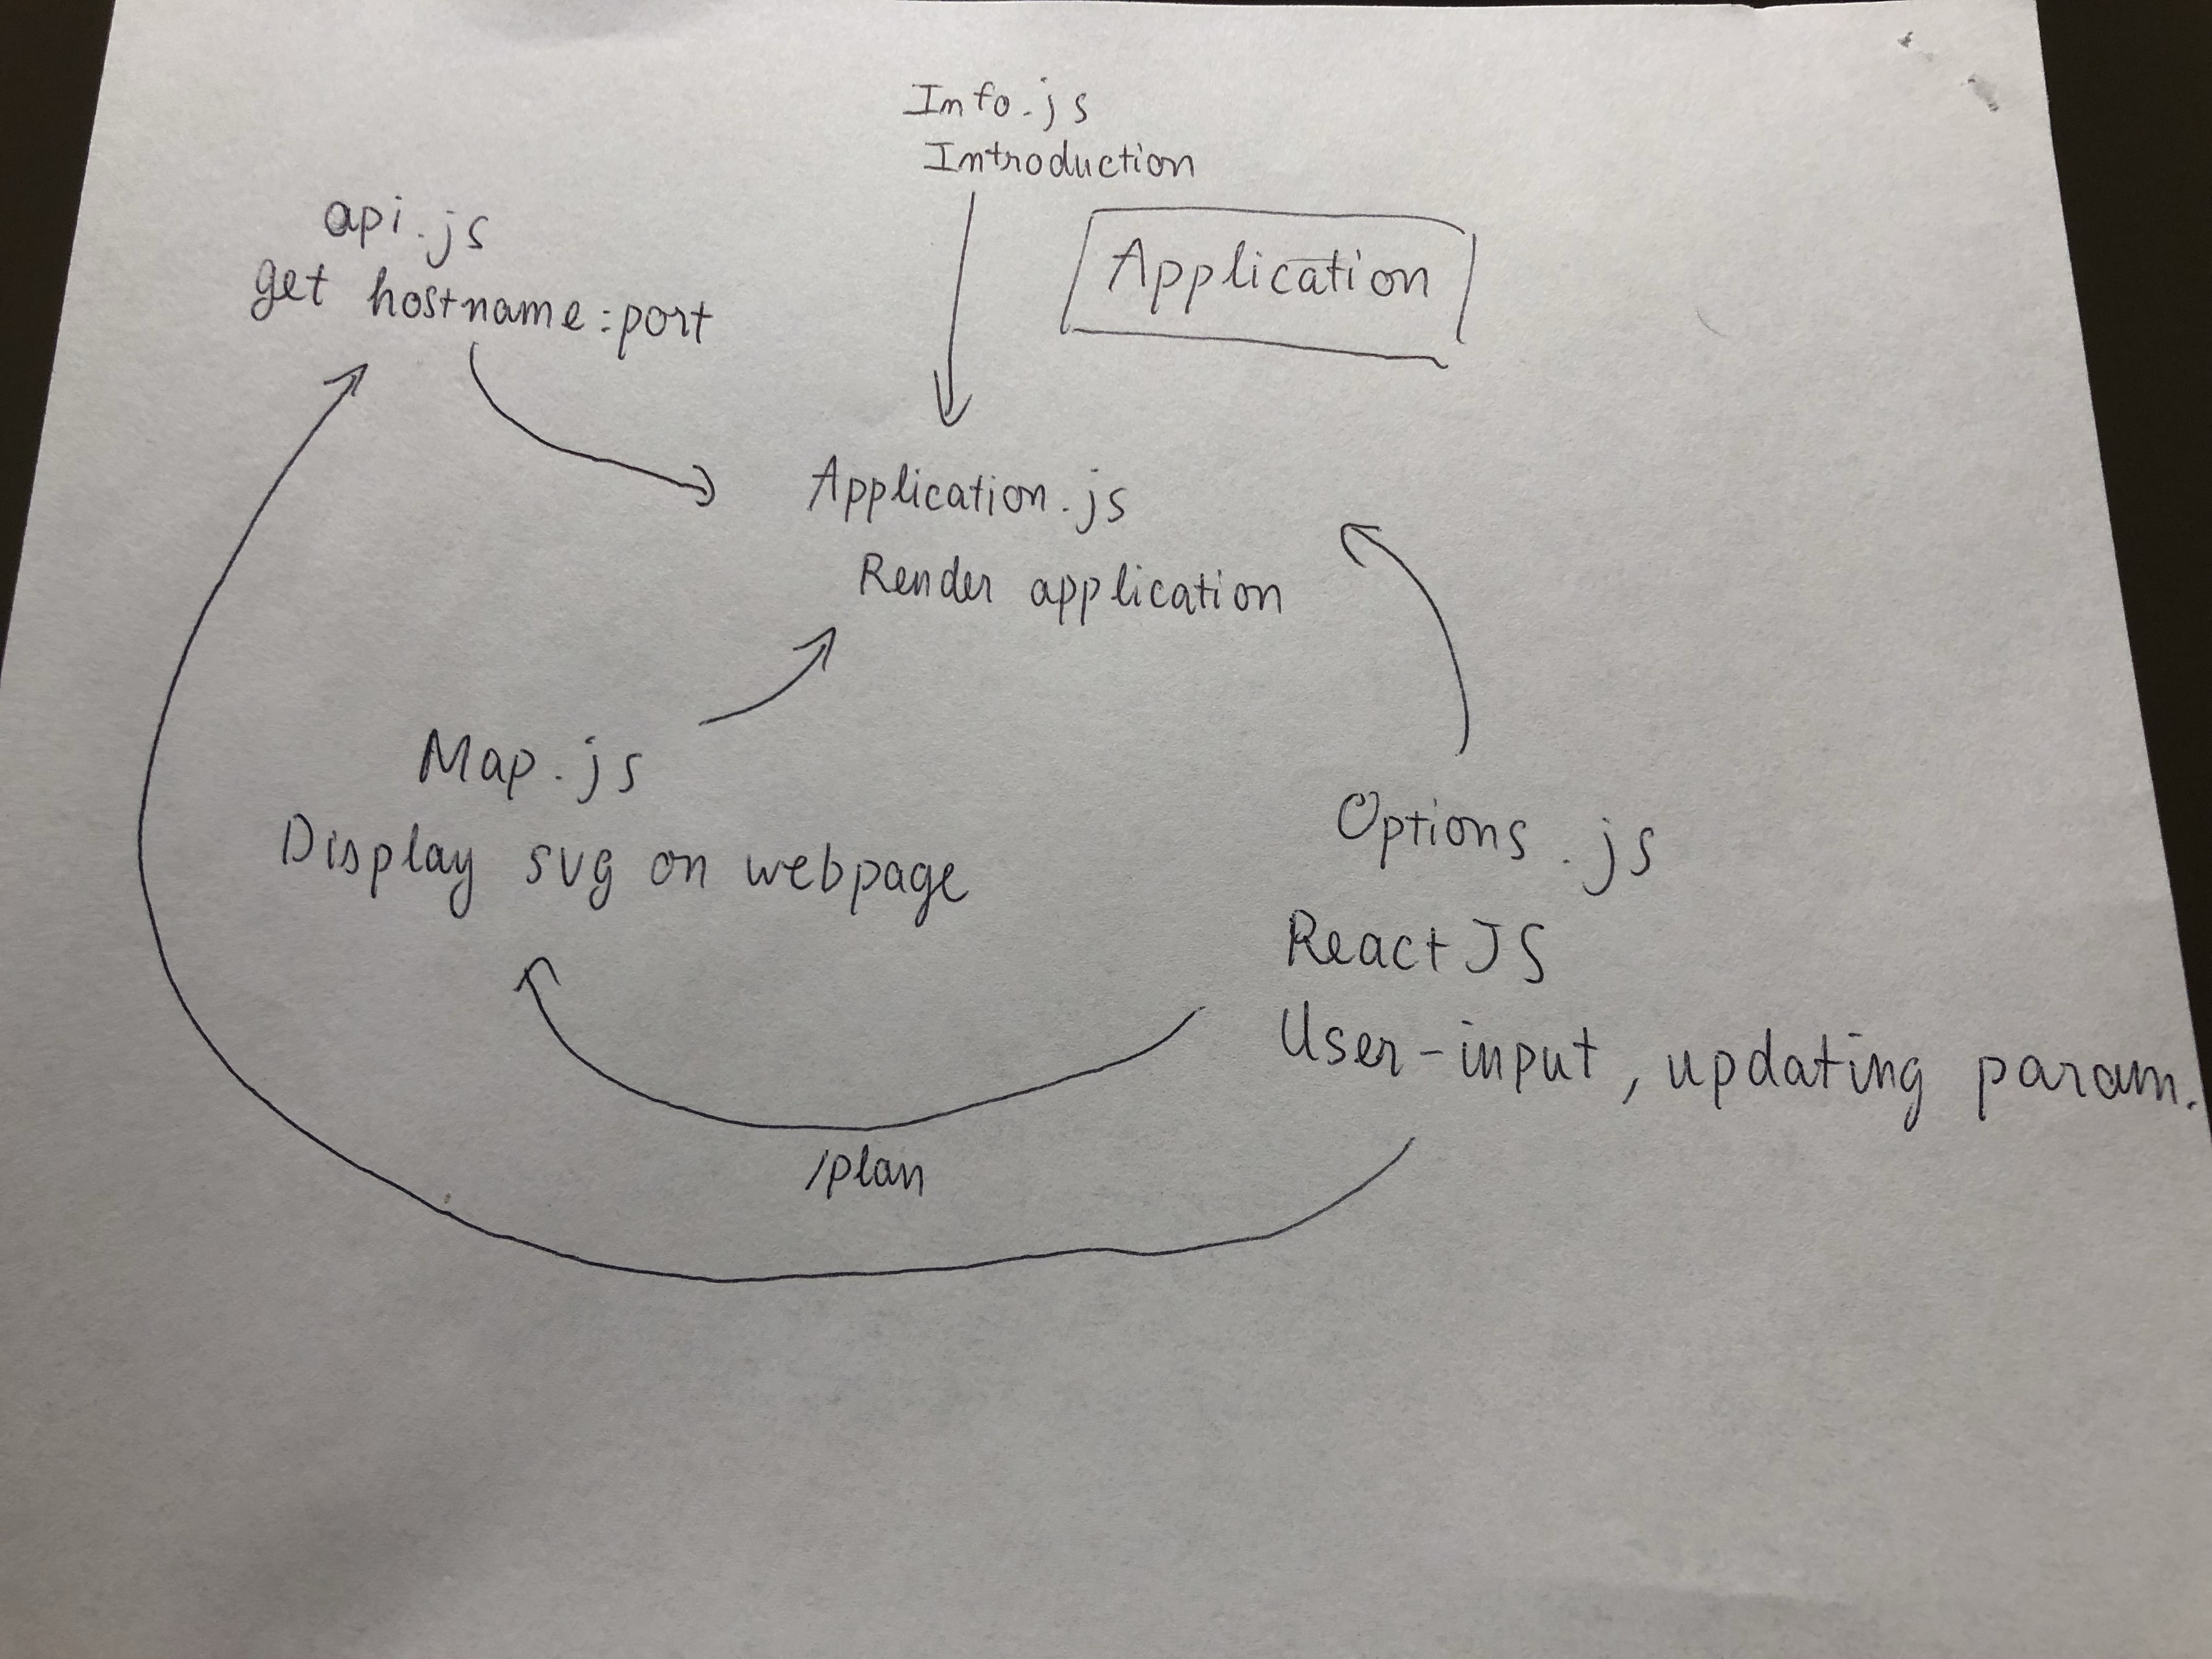 Info.js
Introduction
api.js
get hostname:port
Application
Application.js
Render application
Map.js
Display svg on webpage
Options.js
ReactJS
User-input, updating param.
/plan